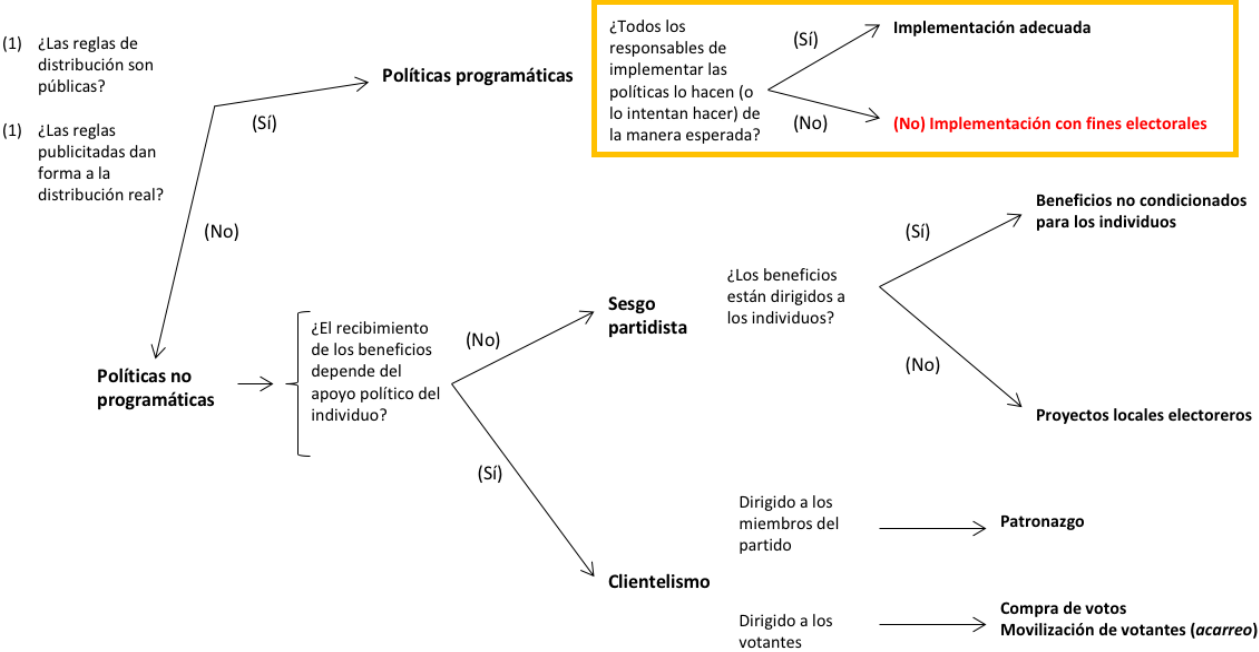 (1) ¿Las reglas de
distribución son
públicas?
(1) ¿Las reglas
publicitadas dan
forma a la
distribución real?
(Sí)
(No)
Políticas programáticas
¿Todos los
responsables de
implementar las
políticas lo hacen (o
lo intentan hacer) de
la manera esperada?
(Sí)
(No)
Implementación adecuada
(No) Implementación con fines electorales
Políticas no
programáticas
¿El recibimiento
de los beneficios
depende del
apoyo político del
individuo?
(No)
(Sí)
Sesgo
partidista
¿Los beneficios
están dirigidos a
los individuos?
(Sí)
(No)
Beneficios no condicionados
para los individuos
Proyectos locales electoreros
Clientelismo
Dirigido a los
miembros del
partido
Patronazgo
Dirigido a los
votantes
Compra de votos
Movilización de votantes (acarreo)